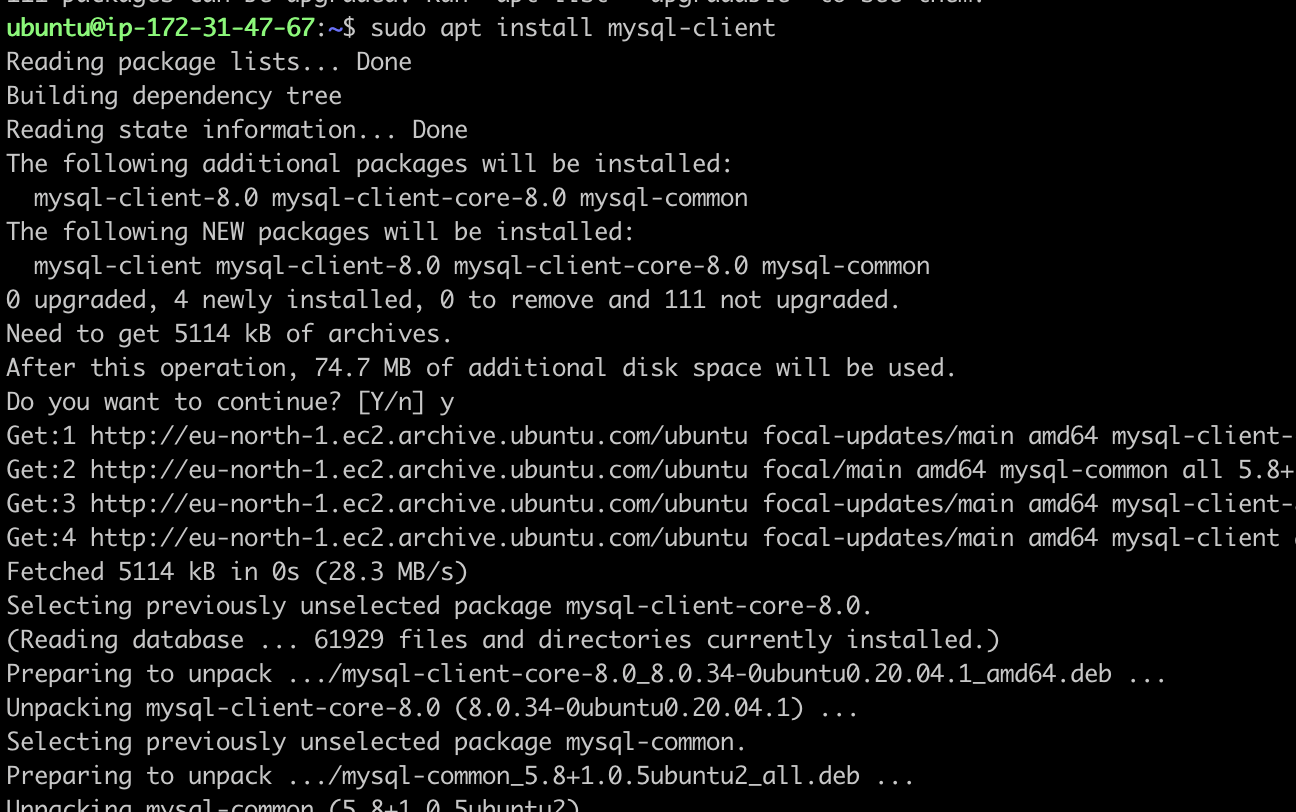 111 packages can be upgraded. Run 'apt list --upgradable' to see them.
ubuntu@ip-172-31-47-67:~$ sudo apt install mysql-client
Reading package lists... Done
Building dependency tree
Reading state information... Done
The following additional packages will be installed:
  mysql-client-8.0 mysql-client-core-8.0 mysql-common
The following NEW packages will be installed:
  mysql-client mysql-client-8.0 mysql-client-core-8.0 mysql-common
0 upgraded, 4 newly installed, 0 to remove and 111 not upgraded.
Need to get 5114 kB of archives.
After this operation, 74.7 MB of additional disk space will be used.
Do you want to continue? [Y/n] y
Get:1 http://eu-north-1.ec2.archive.ubuntu.com/ubuntu focal-updates/main amd64 mysql-client-
Get:2 http://eu-north-1.ec2.archive.ubuntu.com/ubuntu focal/main amd64 mysql-common all 5.8+
Get:3 http://eu-north-1.ec2.archive.ubuntu.com/ubuntu focal-updates/main amd64 mysql-client-
Get:4 http://eu-north-1.ec2.archive.ubuntu.com/ubuntu focal-updates/main amd64 mysql-client
Fetched 5114 kB in 0s (28.3 MB/s)
Selecting previously unselected package mysql-client-core-8.0.
(Reading database ... 61929 files and directories currently installed.)
Preparing to unpack .../mysql-client-core-8.0_8.0.34-0ubuntu0.20.04.1_amd64.deb ...
Unpacking mysql-client-core-8.0 (8.0.34-0ubuntu0.20.04.1) ...
Selecting previously unselected package mysql-common.
Preparing to unpack .../mysql-common_5.8+1.0.5ubuntu2_all.deb ...
Unpacking mysql-common (5.8+1.0.5ubuntu2)